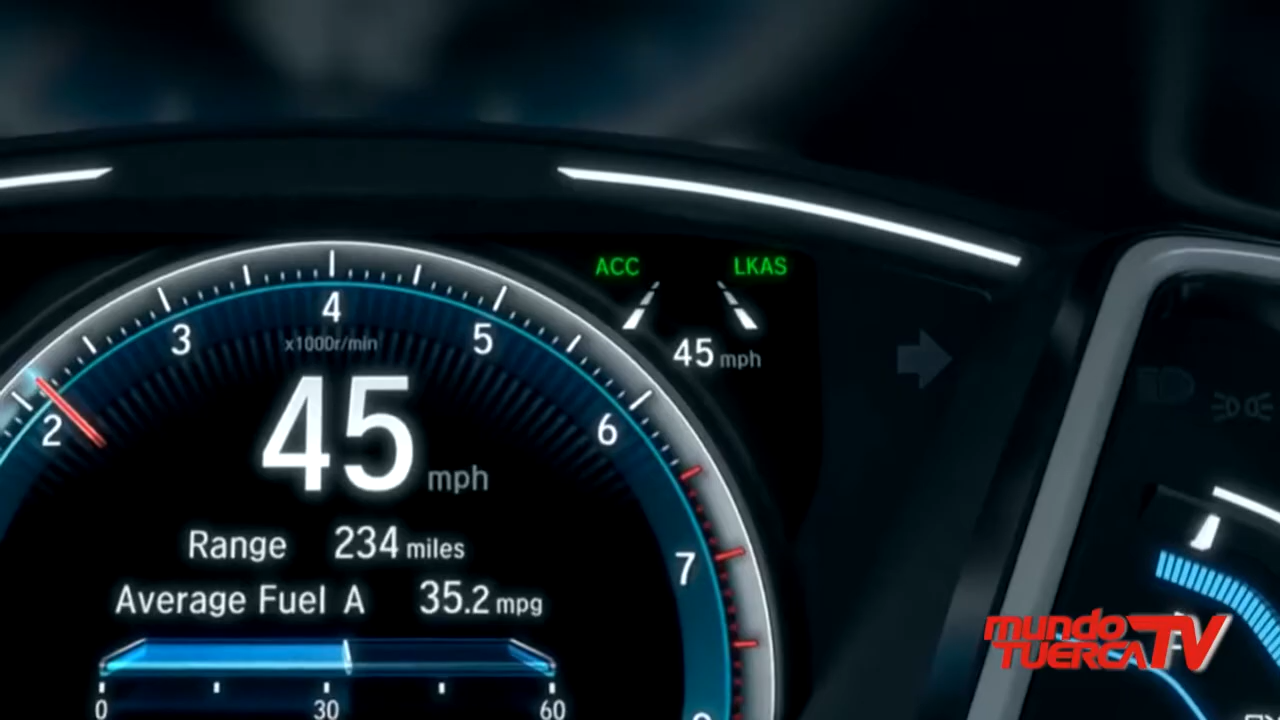 ACC LKAS
45 mph
2 3 4 5 6 7
x1000r/min
45 mph
Range 234 miles
Average Fuel A 35.2 mpg
0 30 60
mundo
TUERCA TV